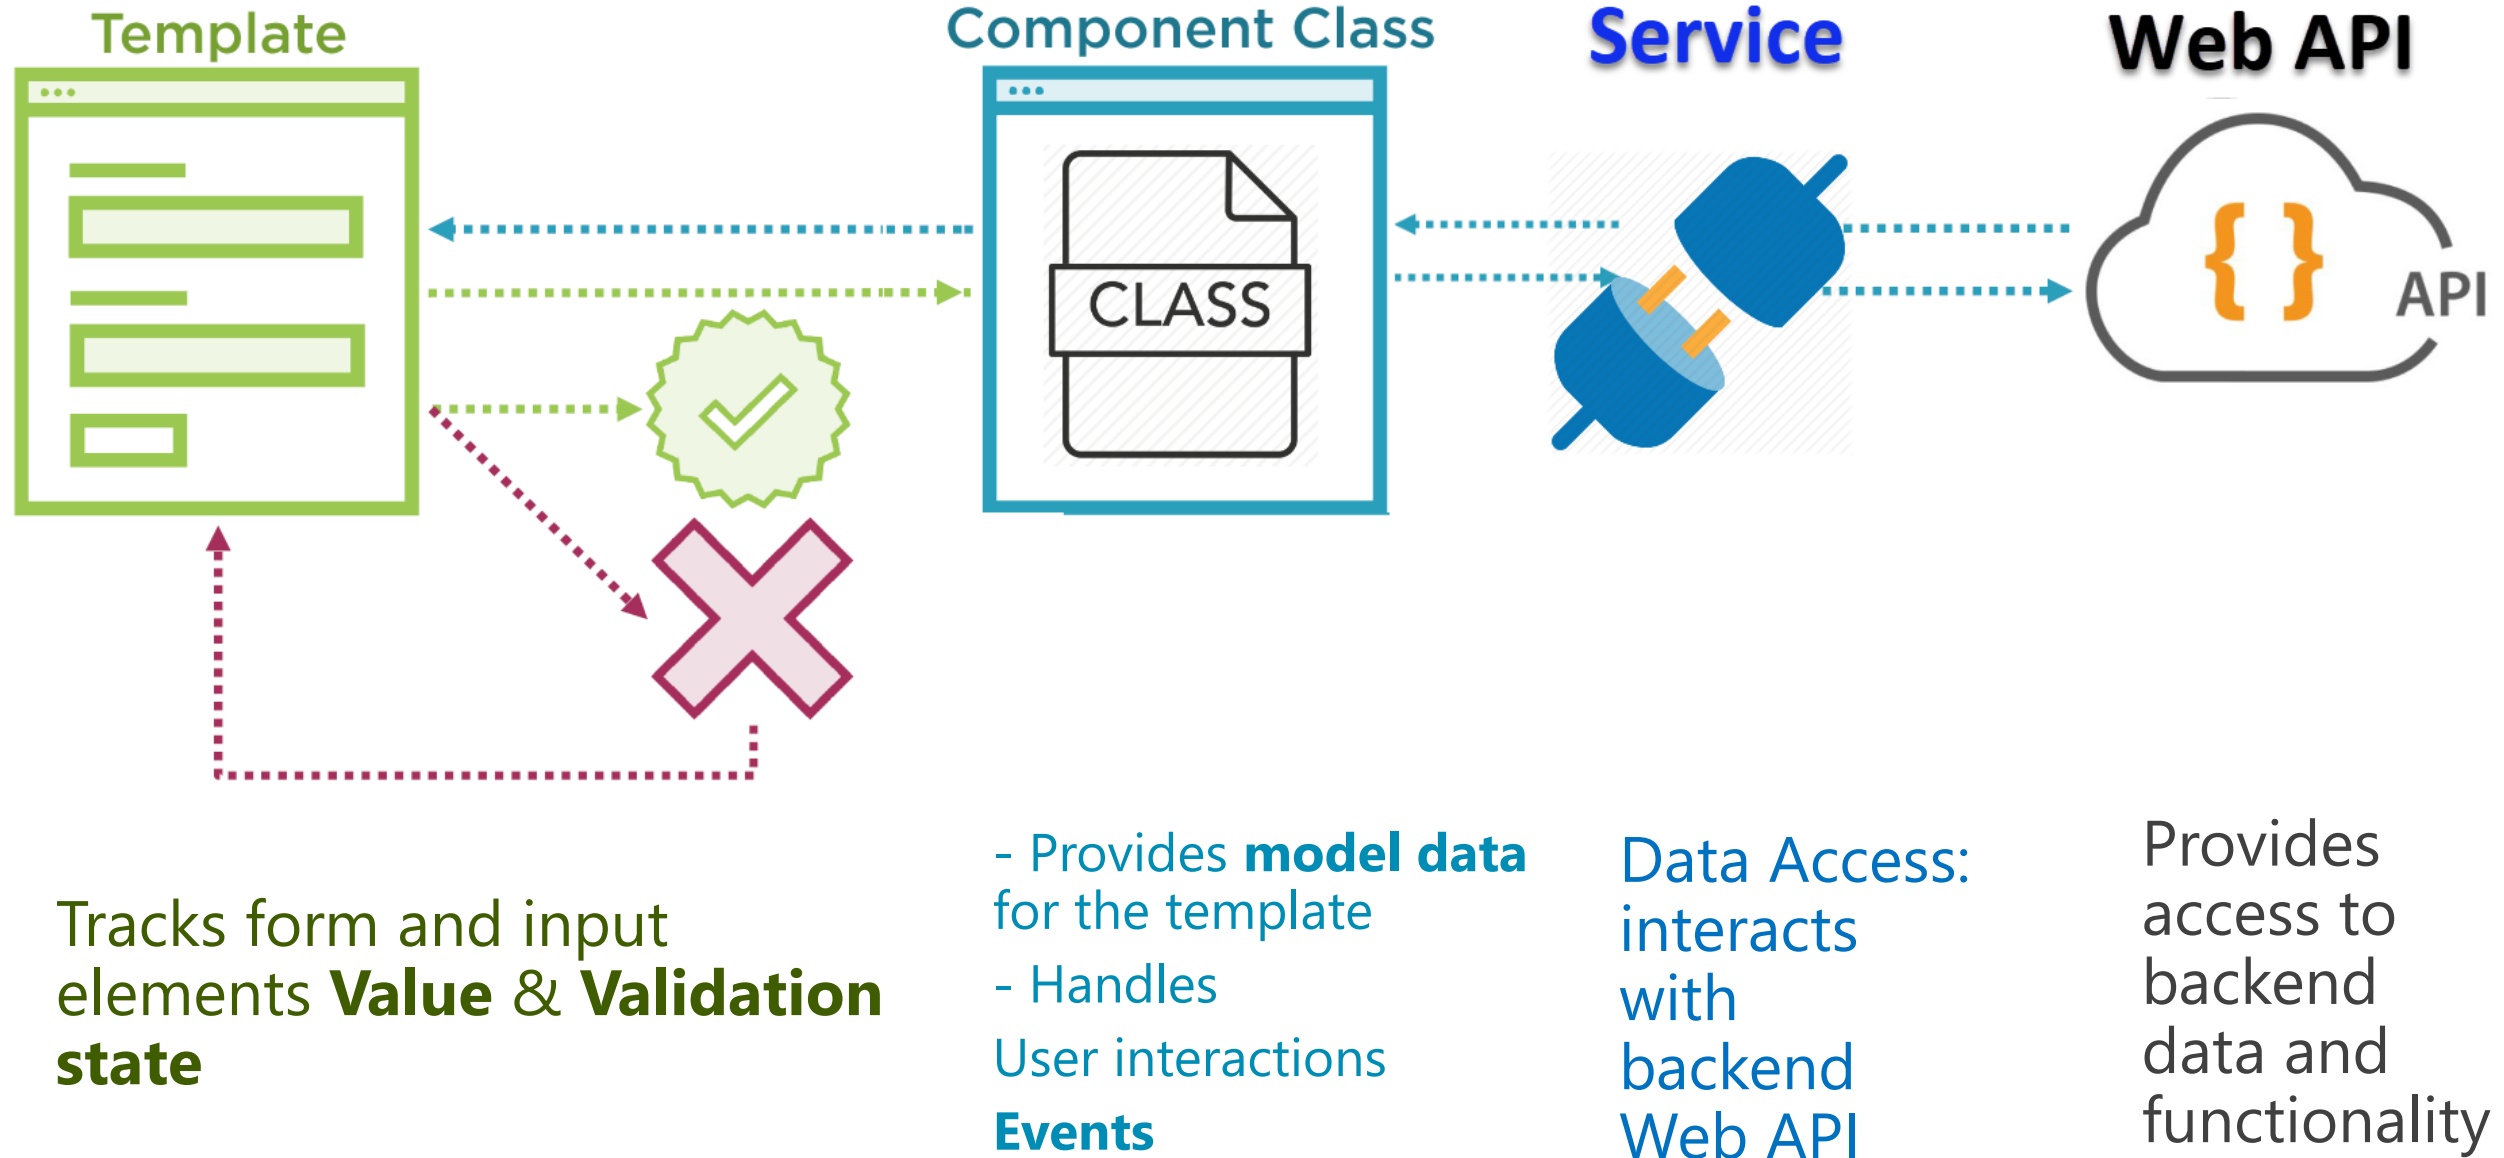 Template
Component Class
Service
Web API
CLASS
API
Tracks form and input
elements Value & Validation
state
- Provides model data
for the template
- Handles
User interactions
Events
Data Access:
interacts
with
backend
Web API
Provides
access to
backend
data and
functionality